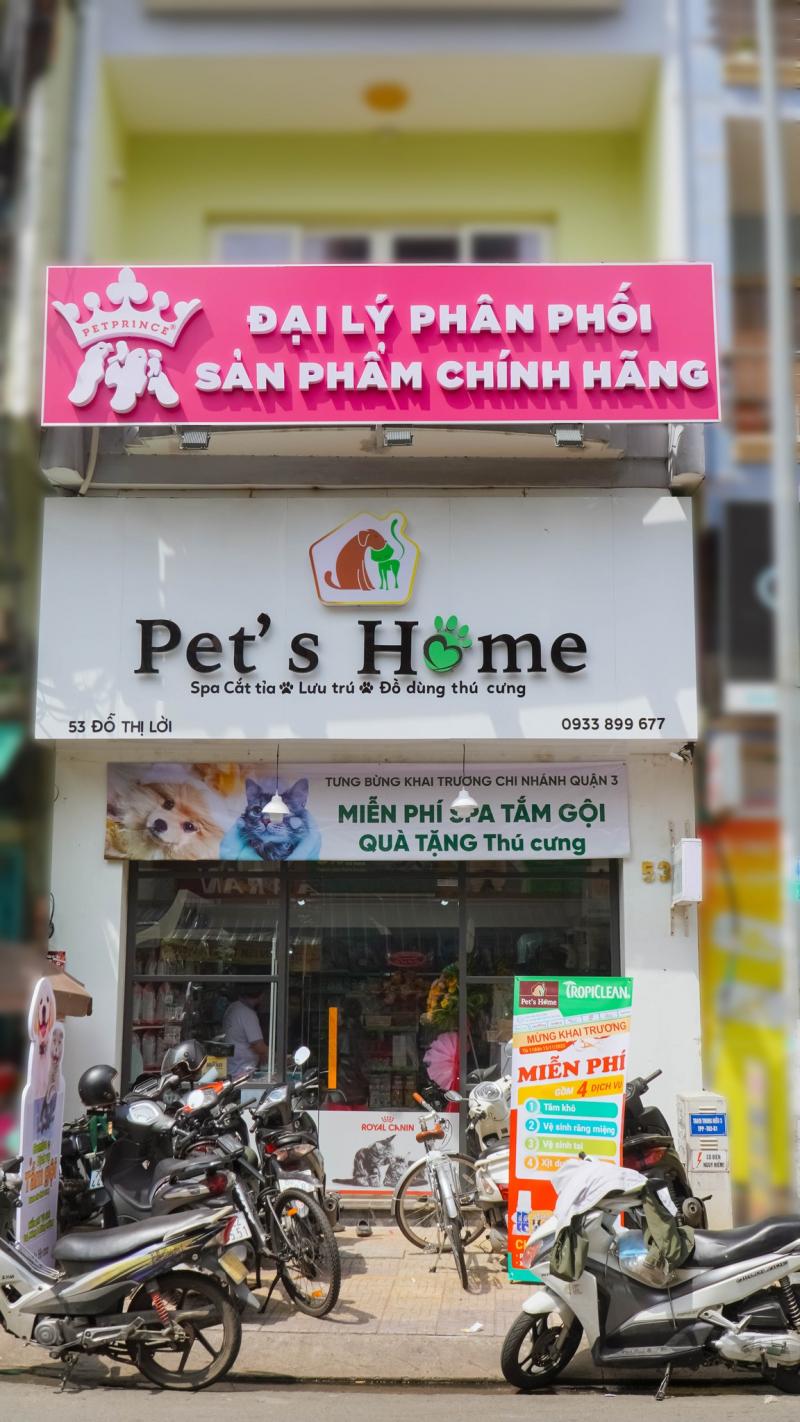 PETPRINCE®
ĐẠI LÝ PHÂN PHỐI
SẢN PHẨM CHÍNH HÃNG
Pet's Home
Spa Cắt tỉa Lưu trú Đồ dùng thú cưng
53 ĐỖ THỊ LỜI
0933 899 677
TƯNG BỪNG KHAI TRƯƠNG CHI NHÁNH QUẬN 3
MIỄN PHÍ SPA TẮM GỘI
QUÀ TẶNG Thú cưng
53
Pet's Home
TROPICLEAN
MỪNG KHAI TRƯƠNG
MIỄN PHÍ
GỒM 4 DỊCH VỤ
1 Tắm khô
2 Vệ sinh răng miệng
3 Vệ sinh tai
4 Xịt
ROYAL CANIN